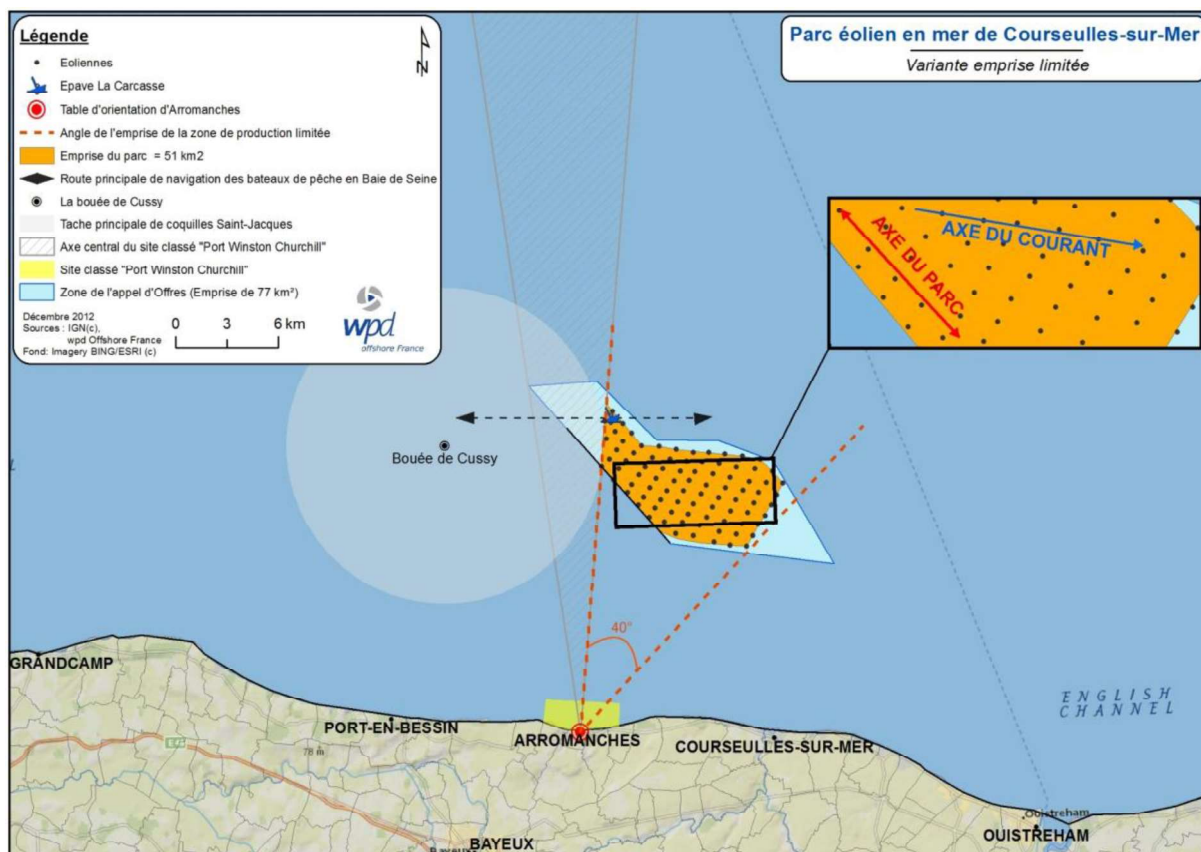 Légende
N
Eoliennes
Epave La Carcasse
Table d'orientation d'Arromanches
Angle de l'emprise de la zone de production limitée
Emprise du parc = 51 km2
Route principale de navigation des bateaux de pêche en Baie de Seine
La bouée de Cussy
Tache principale de coquilles Saint-Jacques
Axe central du site classé "Port Winston Churchill"
Site classé "Port Winston Churchill"
Zone de l'appel d'Offres (Emprise de 77 km²)
Décembre 2012
Sources : IGN(c),
wpd Offshore France
Fond: Imagery BING/ESRI (c)
0 3 6 km
wpd
offshore France
Parc éolien en mer de Courseulles-sur-Mer
Variante emprise limitée
AXE DU COURANT
AXE DU PARC
Bouée de Cussy
40°
ENGLISH
CHANNEL
GRANDCAMP
PORT-EN-BESSIN
ARROMANCHES
COURSEULLES-SUR-MER
78 m
Ouistreham
OUISTREHAM
BAYEUX
Bayeux